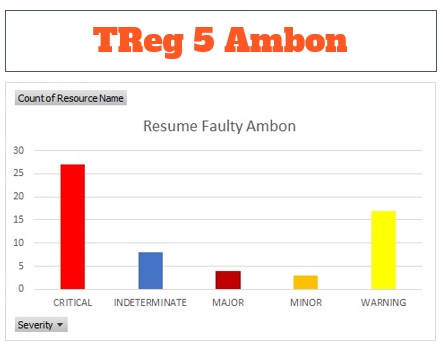 TReg 5 Ambon
Count of Resource Name
Resume Faulty Ambon
30
25
20
15
10
5
0
CRITICAL INDETERMINATE MAJOR MINOR WARNING
Severity